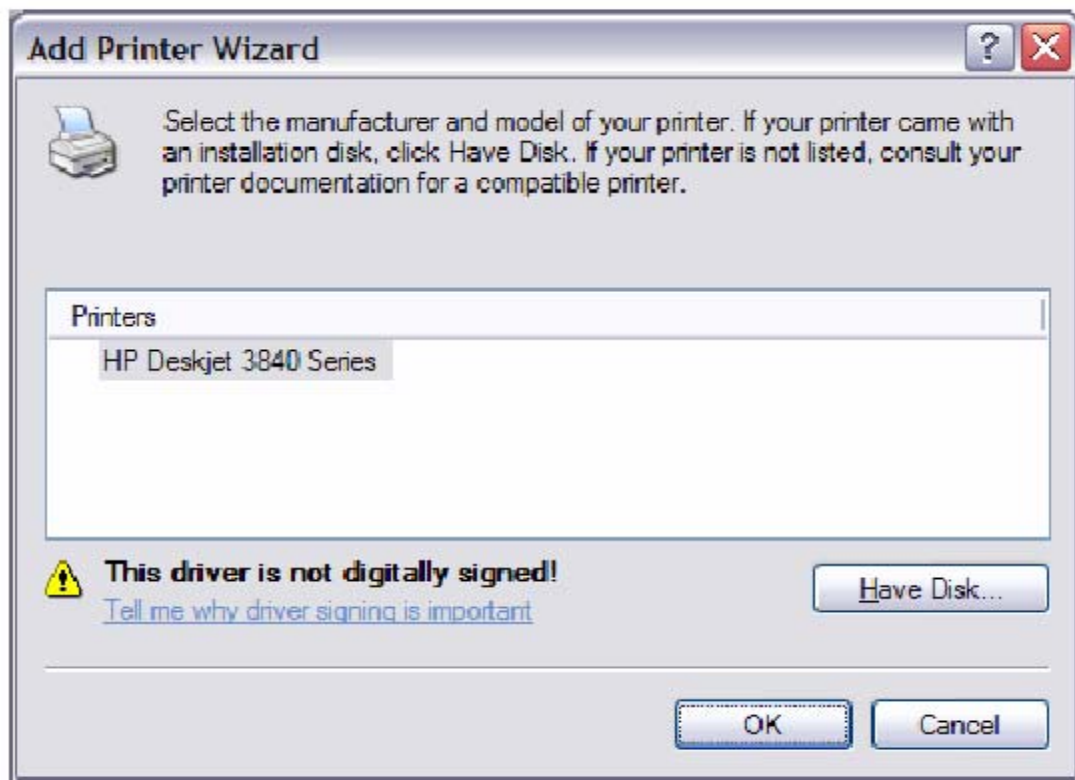 Add Printer Wizard
?
Select the manufacturer and model of your printer. If your printer came with
an installation disk, click Have Disk. If your printer is not listed, consult your
printer documentation for a compatible printer.
Printers
HP Deskjet 3840 Series
This driver is not digitally signed!
Tell me why driver signing is important
Have Disk...
OK
Cancel